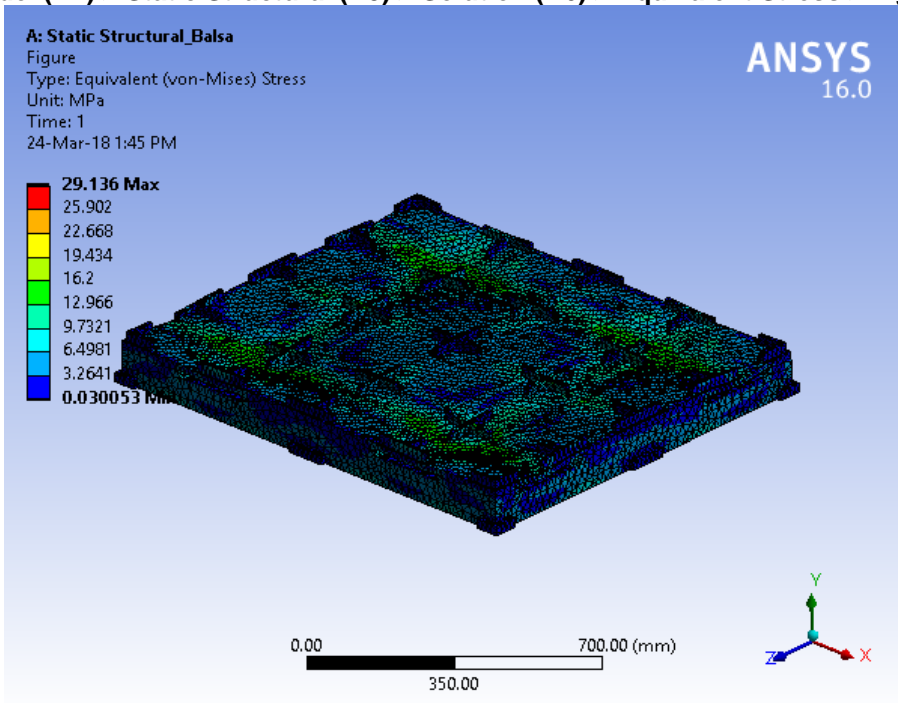 A: Static Structural_Balsa
Figure
Type: Equivalent (von-Mises) Stress
Unit: MPa
Time: 1
24-Mar-18 1:45 PM
ANSYS
16.0
29.136 Max
25.902
22.668
19.434
16.2
12.966
9.7321
6.4981
3.2641
0.030053
0.00
700.00 (mm)
350.00
Y
Z
X